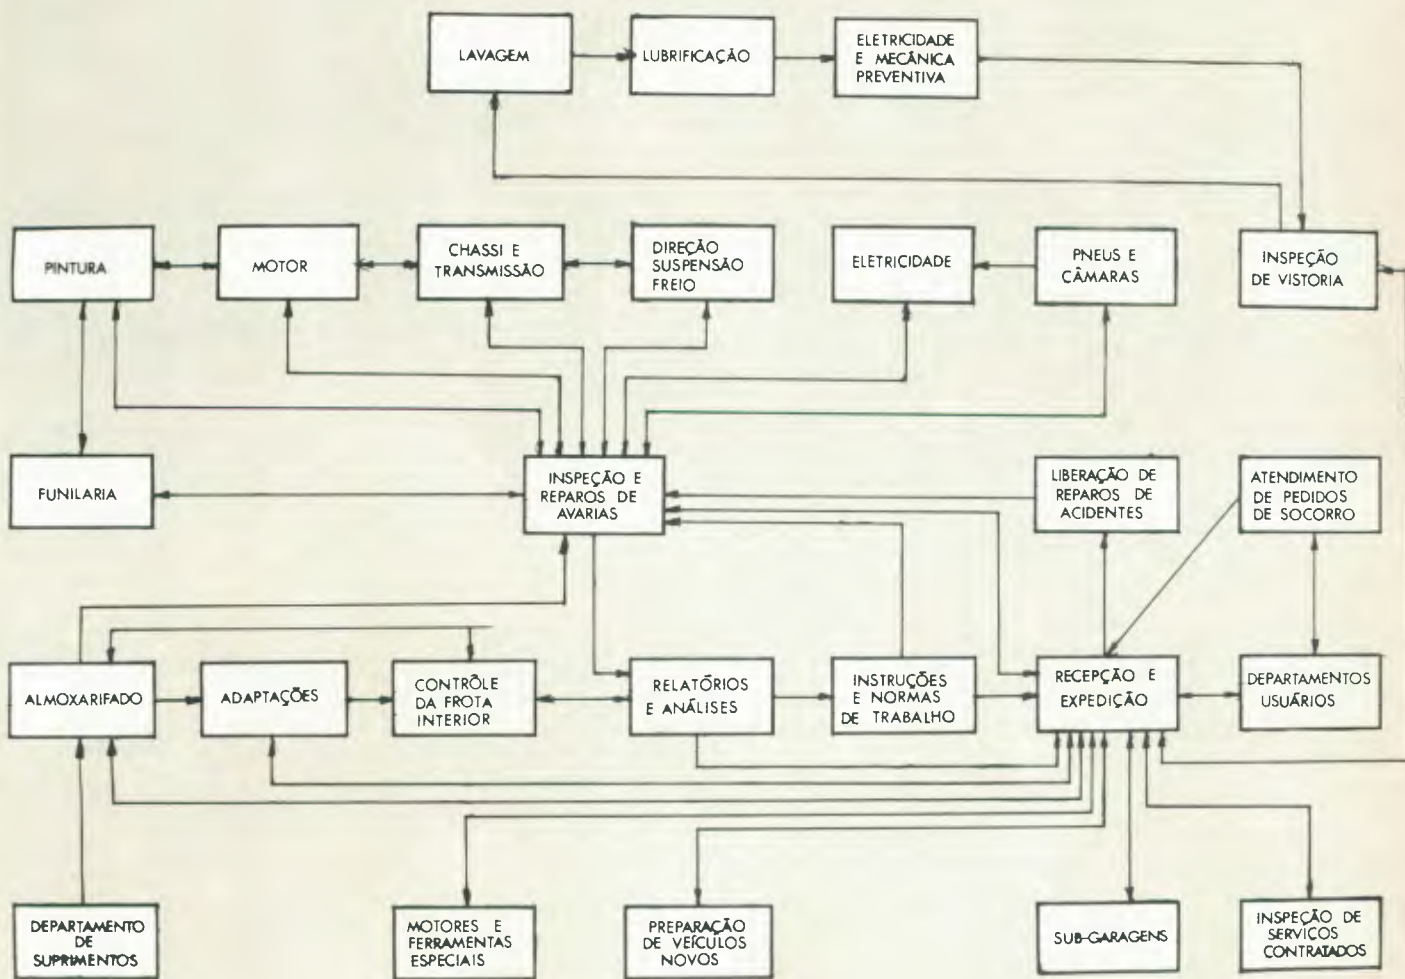 LAVAGEM
LUBRIFICAÇÃO
ELETRICIDADE
E MECÂNICA
PREVENTIVA
PINTURA
MOTOR
CHASSI E
TRANSMISSÃO
DIREÇÃO
SUSPENSÃO
FREIO
ELETRICIDADE
PNEUS E
CÂMARAS
INSPEÇÃO
DE VISTORIA
FUNILARIA
INSPEÇÃO E
REPAROS DE
AVARIAS
LIBERAÇÃO DE
REPAROS DE
ACIDENTES
ATENDIMENTO
DE PEDIDOS
DE SOCORRO
ALMOXARIFADO
ADAPTAÇÕES
CONTRÔLE
DA FROTA
INTERIOR
RELATÓRIOS
E ANÁLISES
INSTRUÇÕES
E NORMAS
DE TRABALHO
RECEPÇÃO E
EXPEDIÇÃO
DEPARTAMENTOS
USUÁRIOS
DEPARTAMENTO
DE
SUPRIMENTOS
MOTORES E
FERRAMENTAS
ESPECIAIS
PREPARAÇÃO
DE VEÍCULOS
NOVOS
SUB-GARAGENS
INSPEÇÃO DE
SERVIÇOS
CONTRATADOS